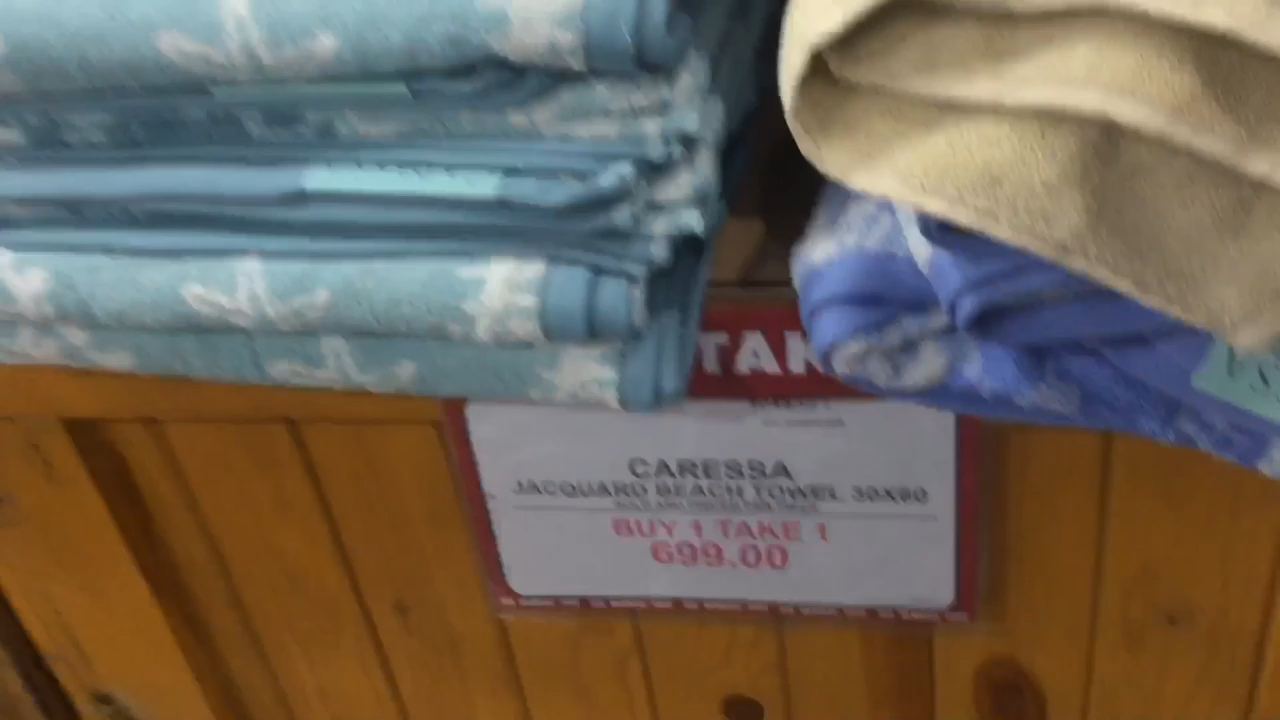 TAK
CARESSA
JACQUARD BEACH TOWEL 30X60
BUY 1 TAKE 1
699.00